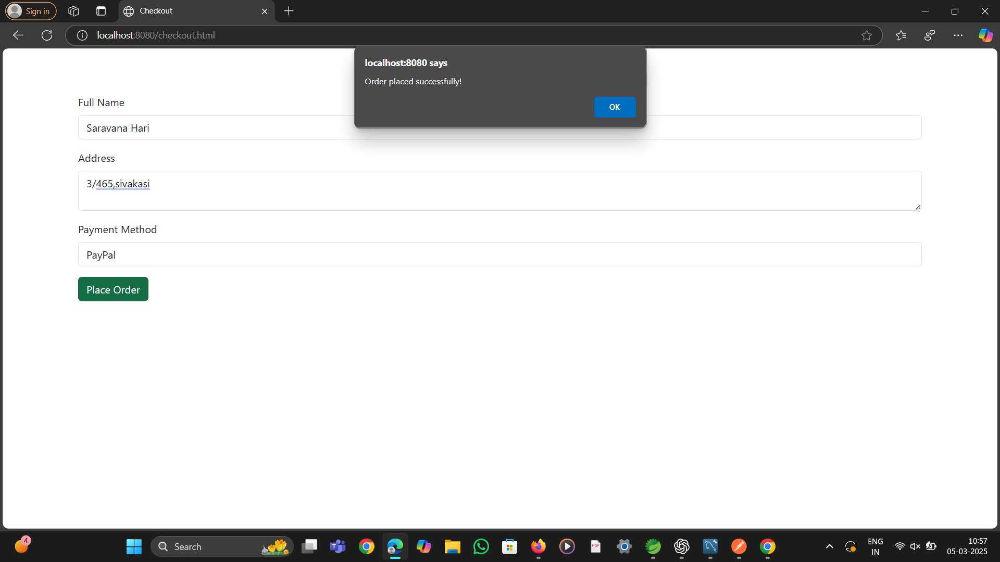 Sign in
Checkout
localhost:8080/checkout.html
localhost:8080 says
Order placed successfully!
OK
Full Name
Saravana Hari
Address
3/465,sivakasi
Payment Method
PayPal
Place Order
4
Search
T
PDF
ENG
IN
10:57
05-03-2025